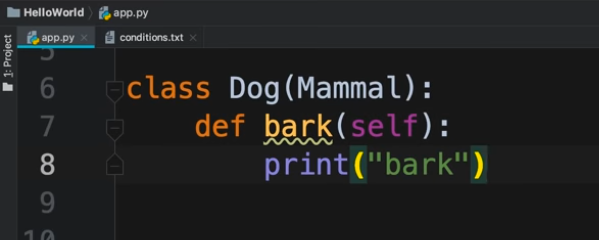 HelloWorld app.py
app.py conditions.txt
1: Project
5
6 class Dog(Mammal):
7     def bark(self):
8         print("bark")
9
10